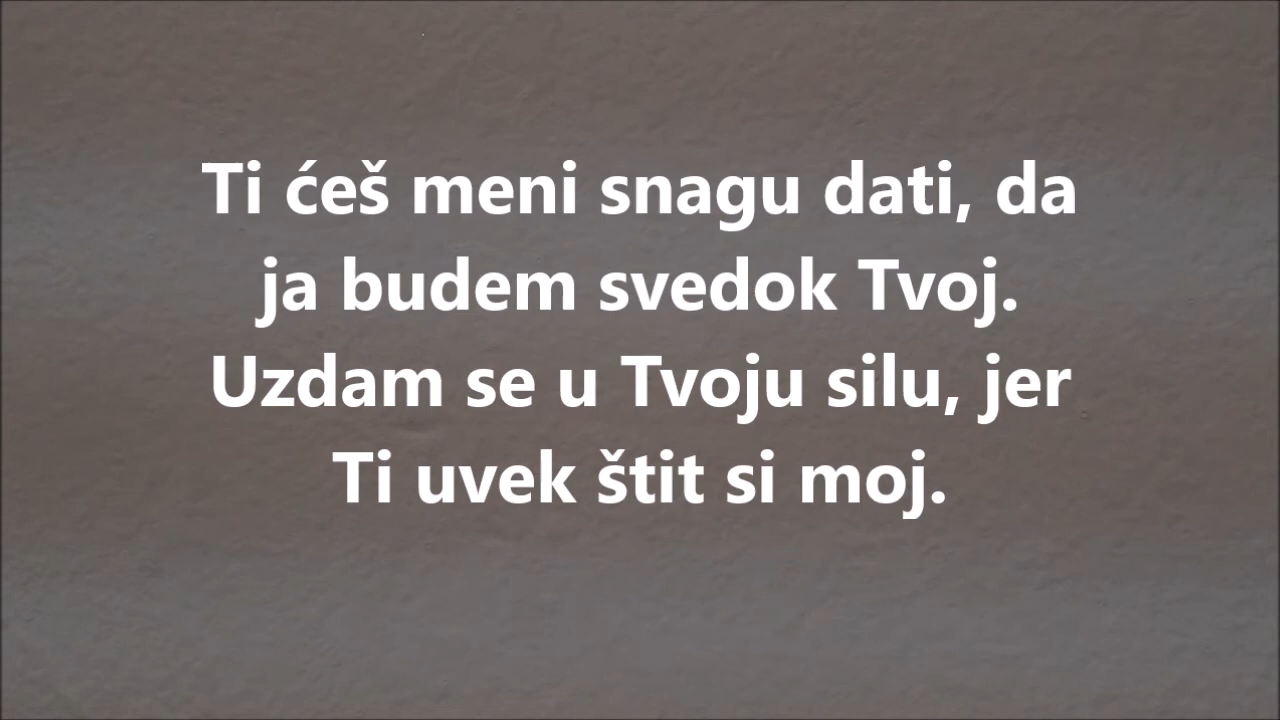 Ti ćeš meni snagu dati, da
ja budem svedok Tvoj.
Uzdam se u Tvoju silu, jer
Ti uvek štit si moj.